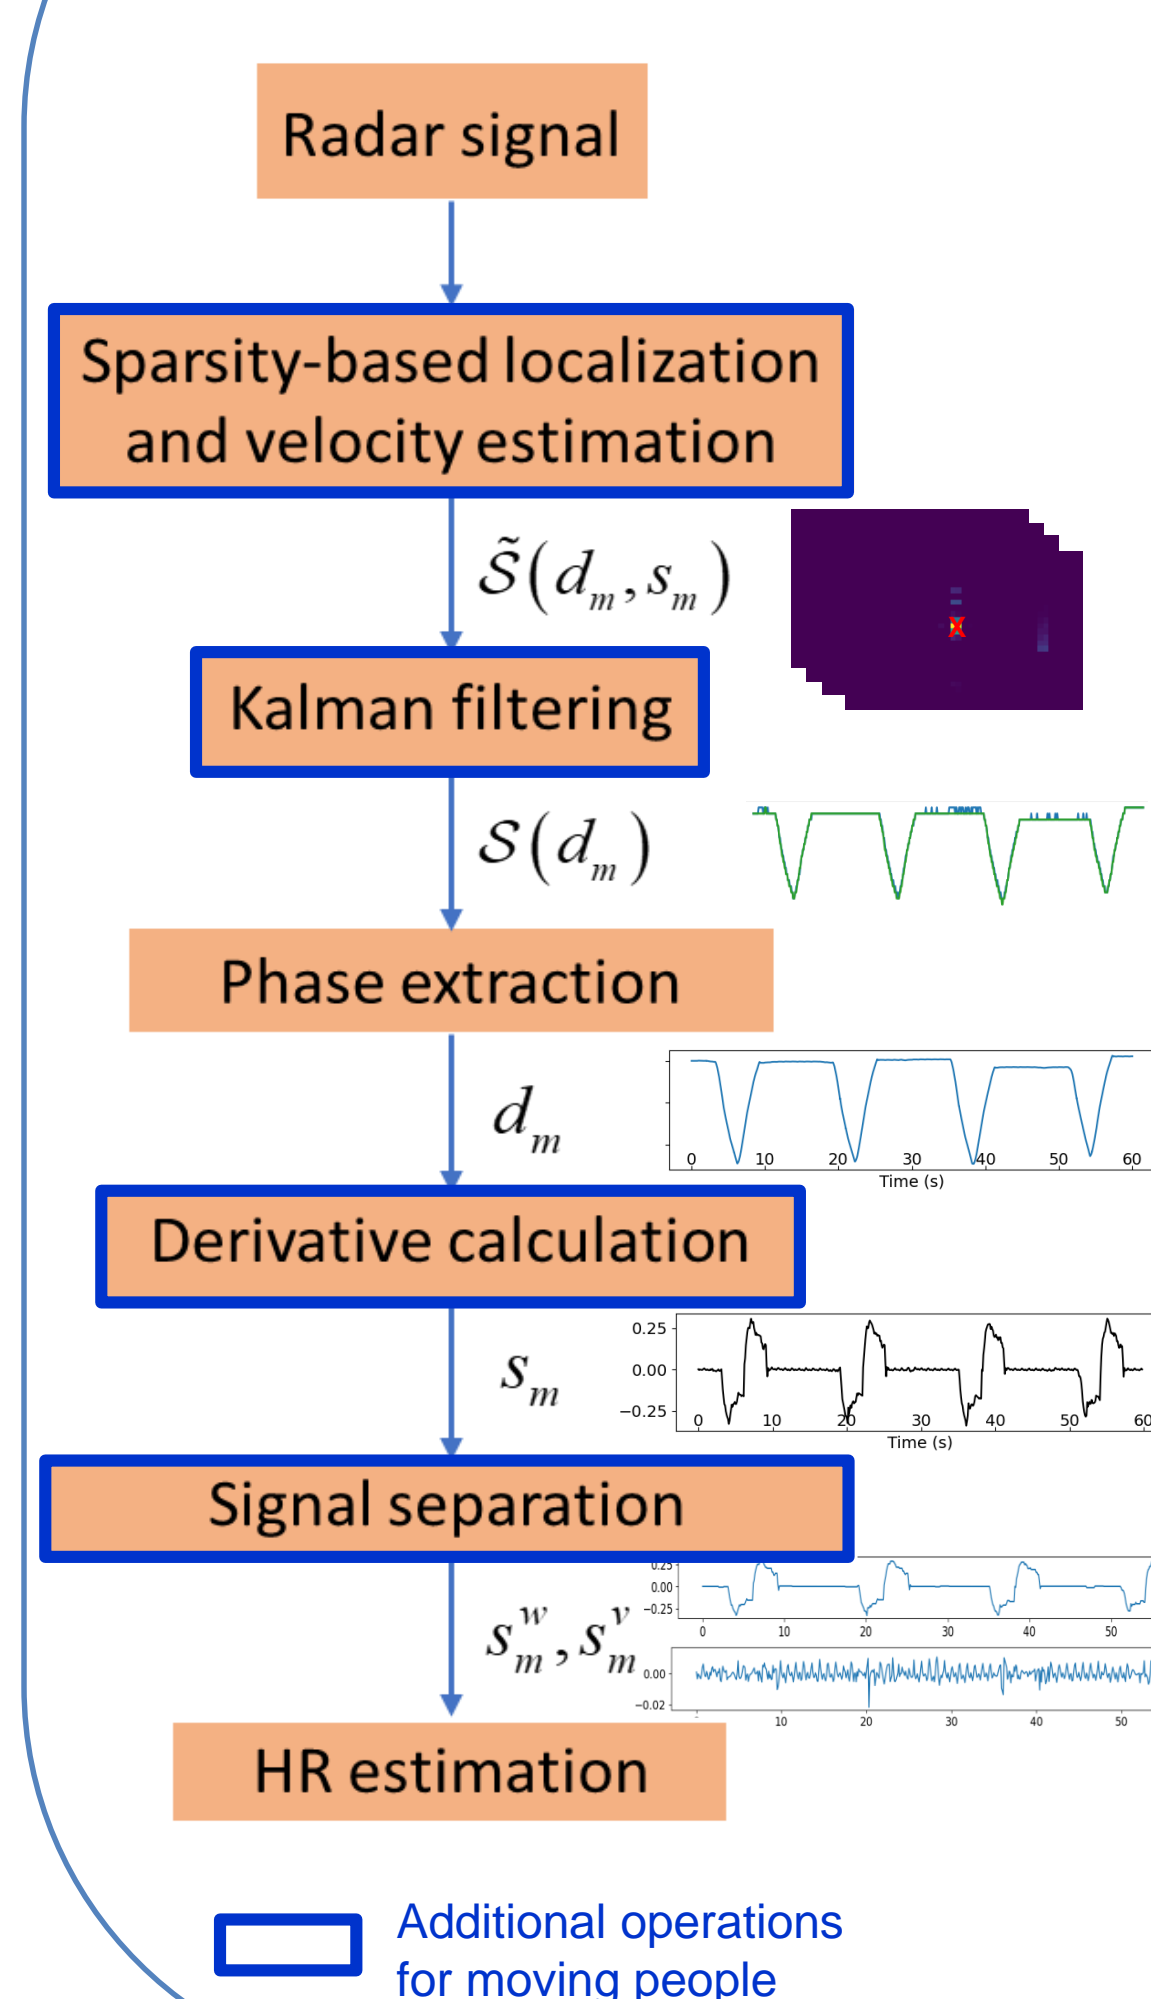 Radar signal
Sparsity-based localization
and velocity estimation
S̃(d_m, s_m)
X
Kalman filtering
S(d_m)
Phase extraction
d_m
0 10 20 30 40 50 60
Time (s)
Derivative calculation
s_m
0.25
0.00
−0.25
0 10 20 30 40 50 60
Time (s)
Signal separation
s_m^w, s_m^v
0.25
0.00
−0.25
0 10 20 30 40 50
0.00
−0.02
10 20 30 40 50
HR estimation
Additional operations
for moving people